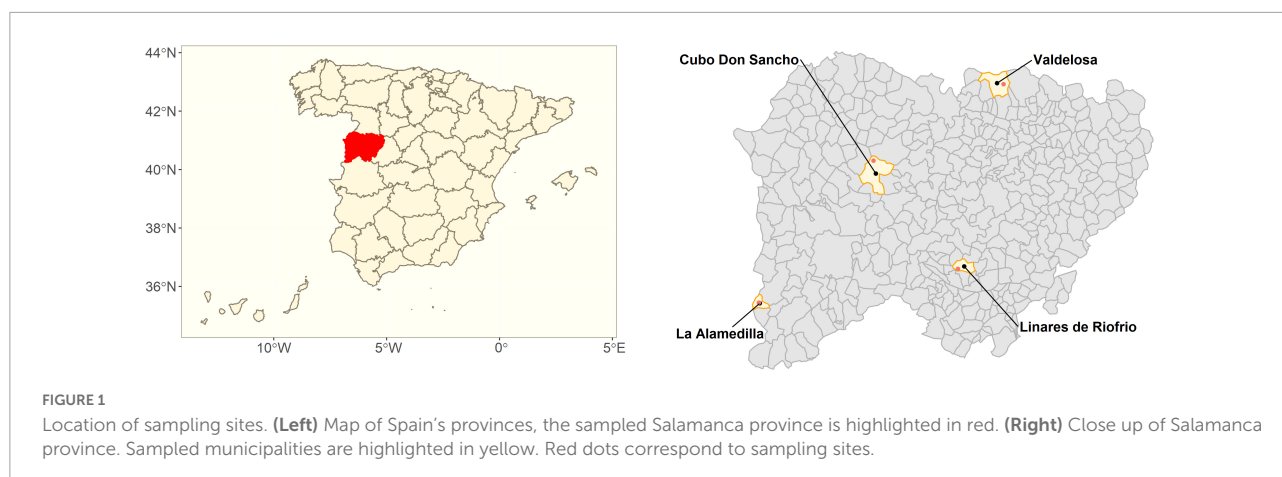 44°N
42°N
40°N
38°N
36°N
10°W
5°W
0°
5°E
Cubo Don Sancho
Valdelosa
La Alamedilla
Linares de Riofrio
FIGURE 1
Location of sampling sites. (Left) Map of Spain's provinces, the sampled Salamanca province is highlighted in red. (Right) Close up of Salamanca
province. Sampled municipalities are highlighted in yellow. Red dots correspond to sampling sites.